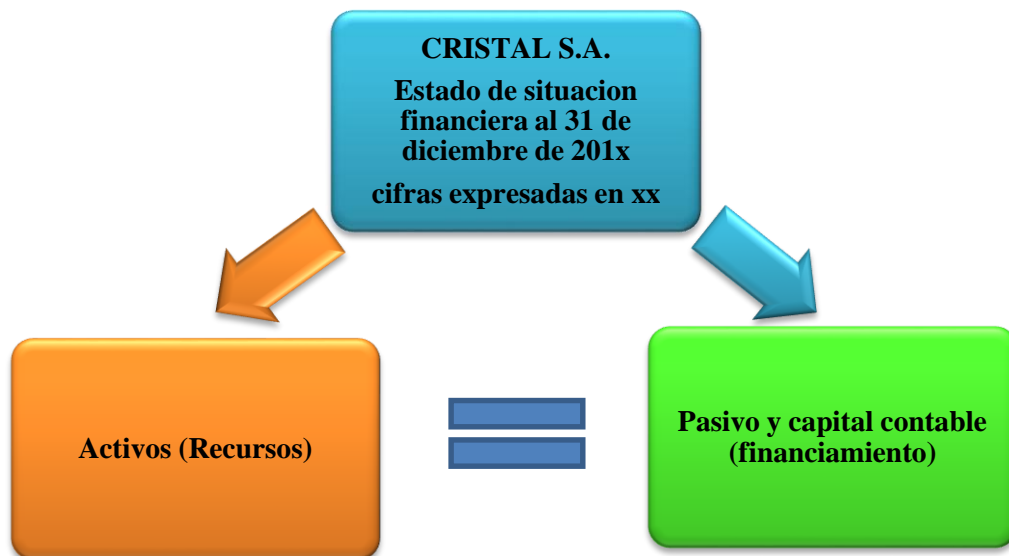 CRISTAL S.A.
Estado de situacion
financiera al 31 de
diciembre de 201x
cifras expresadas en xx
Activos (Recursos)
Pasivo y capital contable
(financiamiento)